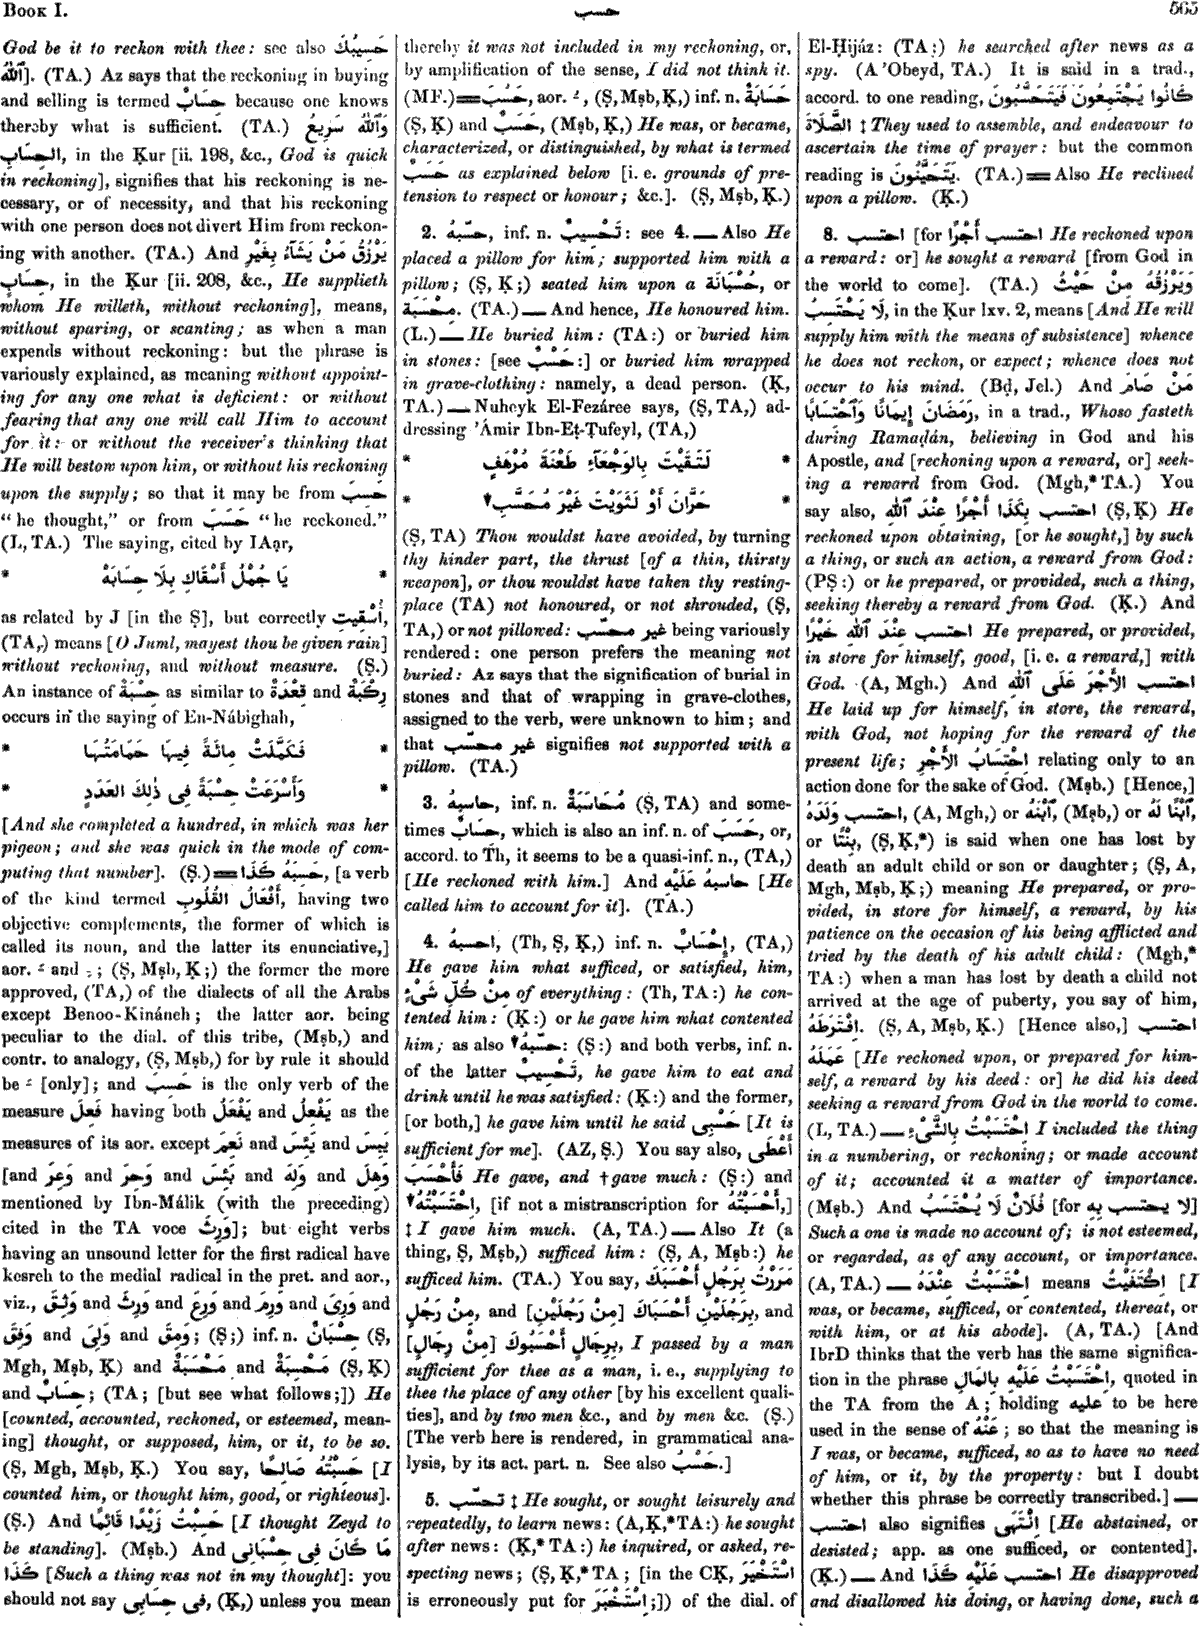 BOOK I.
حسب
565
God be it to reckon with thee: see also حَسِيبُكَ
ٱللّٰهُ]. (TA.) Az says that the reckoning in buying
and selling is termed حِسَابٌ because one knows
thereby what is sufficient. (TA.) وَٱللّٰهُ سَرِيعُ
الحِسَابِ, in the Ḳur [ii. 198, &c., God is quick
in reckoning], signifies that his reckoning is ne-
cessary, or of necessity, and that his reckoning
with one person does not divert Him from reckon-
ing with another. (TA.) And يَرْزُقُ مَنْ يَشَآءُ بِغَيْرِ
حِسَابٍ, in the Ḳur [ii. 208, &c., He supplieth
whom He willeth, without reckoning], means,
without sparing, or scanting; as when a man
expends without reckoning: but the phrase is
variously explained, as meaning without appoint-
ing for any one what is deficient: or without
fearing that any one will call Him to account
for it: or without the receiver's thinking that
He will bestow upon him, or without his reckoning
upon the supply; so that it may be from حَسِبَ
“he thought,” or from حَسَبَ “he reckoned.”
(L, TA.) The saying, cited by IAạr,
* يَا جُمْلُ أَسْقَاكِ بِلَا حِسَابَهْ *
as related by J [in the Ṣ], but correctly أُسْقِيتِ,
(TA,) means [O Juml, mayest thou be given rain]
without reckoning, and without measure. (Ṣ.)
An instance of حِسْبَةٌ as similar to قِعْدَةٌ and رِكْبَةٌ
occurs in the saying of En-Nábighah,
* فَكَمَّلَتْ مِائَةً فِيهَا حَمَامَتُهَا *
* وَأَسْرَعَتْ حِسْبَةً فِى ذٰلِكَ العَدَدِ *
[And she completed a hundred, in which was her
pigeon; and she was quick in the mode of com-
puting that number]. (Ṣ.)=حَسِبَهُ كَذَا, [a verb
of the kind termed أَفْعَالُ القُلُوبِ, having two
objective complements, the former of which is
called its noun, and the latter its enunciative,]
aor. ـَ and ـِ; (Ṣ, Mṣb, Ḳ;) the former the more
approved, (TA,) of the dialects of all the Arabs
except Benoo-Kináneh; the latter aor. being
peculiar to the dial. of this tribe, (Mṣb,) and
contr. to analogy, (Ṣ, Mṣb,) for by rule it should
be ـَ [only]; and حَسِبَ is the only verb of the
measure فَعِلَ having both يَفْعَلُ and يَفْعِلُ as the
measures of its aor. except نَعِمَ and يَئِسَ and يَبِسَ
[and وَعِرَ and وَحِرَ and بَئِسَ and وَلِهَ and وَهِلَ
mentioned by Ibn-Málik (with the preceding)
cited in the TA voce وَرِثَ]; but eight verbs
having an unsound letter for the first radical have
kesreh to the medial radical in the pret. and aor.,
viz., وَثِقَ and وَرِثَ and وَرِعَ and وَرِمَ and وَرِىَ and
وَفِقَ and وَلِىَ and وَمِقَ; (Ṣ;) inf. n. حِسْبَانٌ (Ṣ,
Mgh, Mṣb, Ḳ) and مَحْسَبَةٌ and مَحْسِبَةٌ (Ṣ, Ḳ)
and حِسَابٌ; (TA; [but see what follows;]) He
[counted, accounted, reckoned, or esteemed, mean-
ing] thought, or supposed, him, or it, to be so.
(Ṣ, Mgh, Mṣb, Ḳ.) You say, حَسِبْتُهُ صَالِحًا [I
counted him, or thought him, good, or righteous].
(Ṣ.) And حَسِبْتُ زَيْدًا قَائِمًا [I thought Zeyd to
be standing]. (Mṣb.) And مَا كَانَ فِى حِسْبَانِى
كَذَا [Such a thing was not in my thought]: you
should not say فِى حِسَابِى, (Ḳ,) unless you mean
thereby it was not included in my reckoning, or,
by amplification of the sense, I did not think it.
(MF.)=حَسُبَ, aor. ـُ, (Ṣ, Mṣb, Ḳ,) inf. n. حَسَابَةٌ
(Ṣ, Ḳ) and حَسَبٌ, (Mṣb, Ḳ,) He was, or became,
characterized, or distinguished, by what is termed
حَسَبٌ as explained below [i. e. grounds of pre-
tension to respect or honour; &c.]. (Ṣ, Mṣb, Ḳ.)
2. حسّبهُ, inf. n. تَحْسِيبٌ: see 4.—Also He
placed a pillow for him; supported him with a
pillow; (Ṣ, Ḳ;) seated him upon a حُسْبَانَة, or
مِحْسَبَة. (TA.)—And hence, He honoured him.
(L.)—He buried him: (TA:) or buried him
in stones: [see حَسْبٌ:] or buried him wrapped
in grave-clothing: namely, a dead person. (Ḳ,
TA.)—Nuheyk El-Fezáree says, (Ṣ, TA,) ad-
dressing ’Ámir Ibn-Eṭ-Ṭufeyl, (TA,)
* لَتَقَيْتَ بِالوَجْعَآءِ طَعْنَةَ مُرْهَفٍ *
* حَرَّانَ أَوْ لَثَوَيْتَ غَيْرَ مُحَسَّبِ *
(Ṣ, TA) Thou wouldst have avoided, by turning
thy hinder part, the thrust [of a thin, thirsty
weapon], or thou wouldst have taken thy resting-
place (TA) not honoured, or not shrouded, (Ṣ,
TA,) or not pillowed: غير محسّب being variously
rendered: one person prefers the meaning not
buried: Az says that the signification of burial in
stones and that of wrapping in grave-clothes,
assigned to the verb, were unknown to him; and
that غير محسّب signifies not supported with a
pillow. (TA.)
3. حاسبهُ, inf. n. مُحَاسَبَةٌ (Ṣ, TA) and some-
times حِسَابٌ, which is also an inf. n. of حَسَبَ, or,
accord. to Th, it seems to be a quasi-inf. n., (TA,)
[He reckoned with him.] And حاسبهُ عَلَيْهِ [He
called him to account for it]. (TA.)
4. احسبهُ, (Th, Ṣ, Ḳ,) inf. n. إِحْسَابٌ, (TA,)
He gave him what sufficed, or satisfied, him,
مِنْ كُلِّ شَىْءٍ of everything: (Th, TA:) he con-
tented him: (Ḳ:) or he gave him what contented
him; as also حسّبهُ: (Ṣ:) and both verbs, inf. n.
of the latter تَحْسِيبٌ, he gave him to eat and
drink until he was satisfied: (Ḳ:) and the former,
[or both,] he gave him until he said حَسْبِى [It is
sufficient for me]. (AZ, Ṣ.) You say also, أَعْطَى
فَأَحْسَبَ He gave, and †gave much: (Ṣ:) and
اِحْتَسَبْتُهُ, [if not a mistranscription for أَحْسَبْتُهُ,]
‡ I gave him much. (A, TA.)—Also It (a
thing, Ṣ, Mṣb,) sufficed him: (Ṣ, A, Mṣb:) he
sufficed him. (TA.) You say, مَرَرْتُ بِرَجُلٍ أَحْسَبَكَ
مِنْ رَجُلٍ, and بِرَجُلَيْنِ أَحْسَبَاكَ [مِنْ رَجُلَيْنِ], and
بِرِجَالٍ أَحْسَبُوكَ [مِنْ رِجَالٍ], I passed by a man
sufficient for thee as a man, i. e., supplying to
thee the place of any other [by his excellent quali-
ties], and by two men &c., and by men &c. (Ṣ.)
[The verb here is rendered, in grammatical ana-
lysis, by its act. part. n. See also حَسْبٌ.]
5. تحسّب ‡ He sought, or sought leisurely and
repeatedly, to learn news: (A, Ḳ,* TA:) he sought
after news: (Ḳ,* TA:) he inquired, or asked, re-
specting news; (Ṣ, Ḳ,* TA; [in the CḲ, اسْتَخْيَرَ
is erroneously put for اِسْتَخْبَرَ;]) of the dial. of
El-Ḥijáz: (TA:) he searched after news as a
spy. (A ’Obeyd, TA.) It is said in a trad.,
accord. to one reading, كَانُوا يَجْتَمِعُونَ فَيَتَحَسَّبُونَ
الصَّلَاةَ ‡ They used to assemble, and endeavour to
ascertain the time of prayer: but the common
reading is يَتَحَيَّنُونَ. (TA.)=Also He reclined
upon a pillow. (Ḳ.)
8. احتسب [for احتسب أَجْرًا He reckoned upon
a reward: or] he sought a reward [from God in
the world to come]. (TA.) وَيَرْزُقْهُ مِنْ حَيْثُ
لَا يَحْتَسِبُ, in the Ḳur lxv. 2, means [And He will
supply him with the means of subsistence] whence
he does not reckon, or expect; whence does not
occur to his mind. (Bḍ, Jel.) And مَنْ صَامَ
رَمَضَانَ إِيمَانًا وَٱحْتِسَابًا, in a trad., Whoso fasteth
during Ramaḍán, believing in God and his
Apostle, and [reckoning upon a reward, or] seek-
ing a reward from God. (Mgh,* TA.) You
say also, احتسب بِكَذَا أَجْرًا عِنْدَ ٱللّٰهِ (Ṣ, Ḳ) He
reckoned upon obtaining, [or he sought,] by such
a thing, or such an action, a reward from God:
(PṢ:) or he prepared, or provided, such a thing,
seeking thereby a reward from God. (Ḳ.) And
احتسب عِنْدَ ٱللّٰهِ خَيْرًا He prepared, or provided,
in store for himself, good, [i. e. a reward,] with
God. (A, Mgh.) And احتسب الأَجْرَ عَلَى ٱللّٰهِ
He laid up for himself, in store, the reward,
with God, not hoping for the reward of the
present life; اِحْتِسَابُ الأَجْرِ relating only to an
action done for the sake of God. (Mṣb.) [Hence,]
احتسب وَلَدَهُ, (A, Mgh,) or ٱبْنَهُ, (Mṣb,) or ٱبْنًا لَهُ,
or بِنْتًا, (Ṣ, Ḳ,*) is said when one has lost by
death an adult child or son or daughter; (Ṣ, A,
Mgh, Mṣb, Ḳ;) meaning He prepared, or pro-
vided, in store for himself, a reward, by his
patience on the occasion of his being afflicted and
tried by the death of his adult child: (Mgh,*
TA:) when a man has lost by death a child not
arrived at the age of puberty, you say of him,
اِفْتَرَطَهُ. (Ṣ, A, Mṣb, Ḳ.) [Hence also,] احتسب
عَمَلَهُ [He reckoned upon, or prepared for him-
self, a reward by his deed: or] he did his deed
seeking a reward from God in the world to come.
(L, TA.)—اِحْتَسَبْتُ بِالشَّىْءِ I included the thing
in a numbering, or reckoning; or made account
of it; accounted it a matter of importance.
(Mṣb.) And فُلَانٌ لَا يُحْتَسَبُ [for لَا يحتسب بِهِ]
Such a one is made no account of; is not esteemed,
or regarded, as of any account, or importance.
(A, TA.)—اِحْتَسَبْتُ عِنْدَهُ means اِكْتَفَيْتُ [I
was, or became, sufficed, or contented, thereat, or
with him, or at his abode]. (A, TA.) [And
IbrD thinks that the verb has the same significa-
tion in the phrase اِحْتَسَبْتُ عَلَيْهِ بِالمَالِ, quoted in
the TA from the A; holding عليه to be here
used in the sense of عَنْهُ; so that the meaning is
I was, or became, sufficed, so as to have no need
of him, or it, by the property: but I doubt
whether this phrase be correctly transcribed.]—
احتسب also signifies اِنْتَهَى [He abstained, or
desisted; app. as one sufficed, or contented].
(Ḳ.)—And احتسب عَلَيْهِ كَذَا He disapproved
and disallowed his doing, or having done, such a